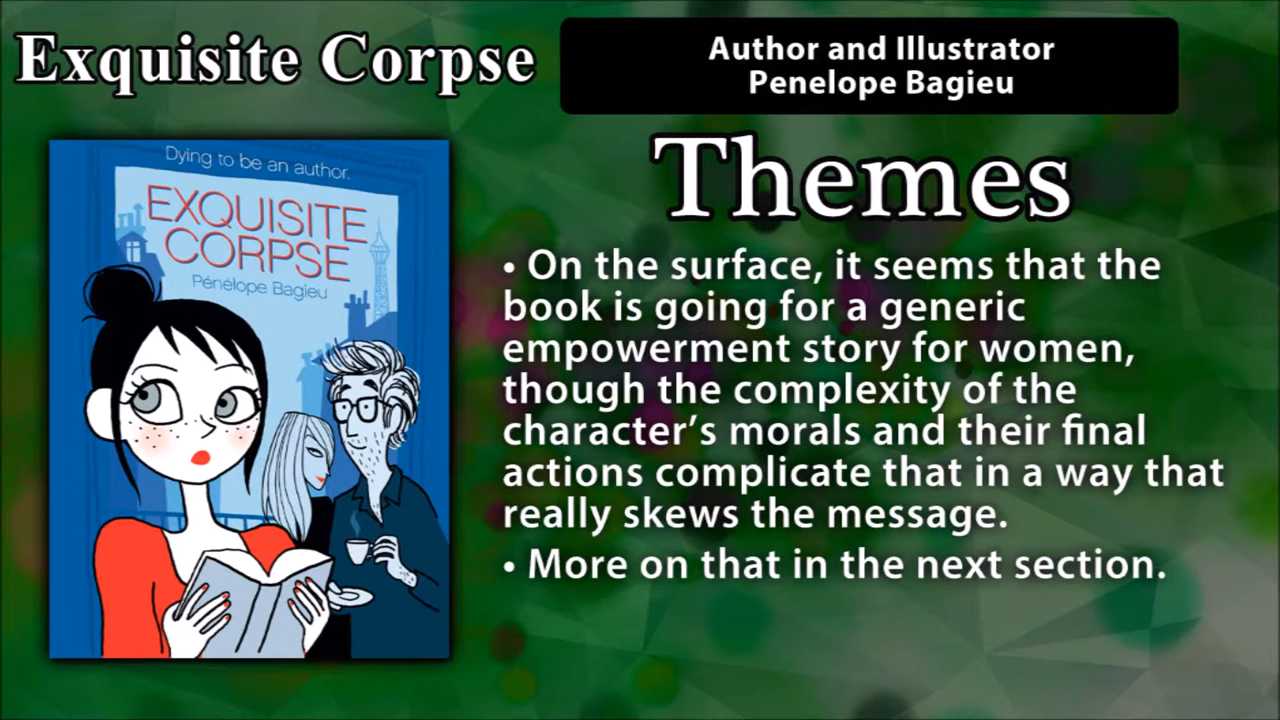 Exquisite Corpse
Author and Illustrator
Penelope Bagieu
Dying to be an author.
EXQUISITE
CORPSE
Pénélope Bagieu
Themes
• On the surface, it seems that the
book is going for a generic
empowerment story for women,
though the complexity of the
character’s morals and their final
actions complicate that in a way that
really skews the message.
• More on that in the next section.